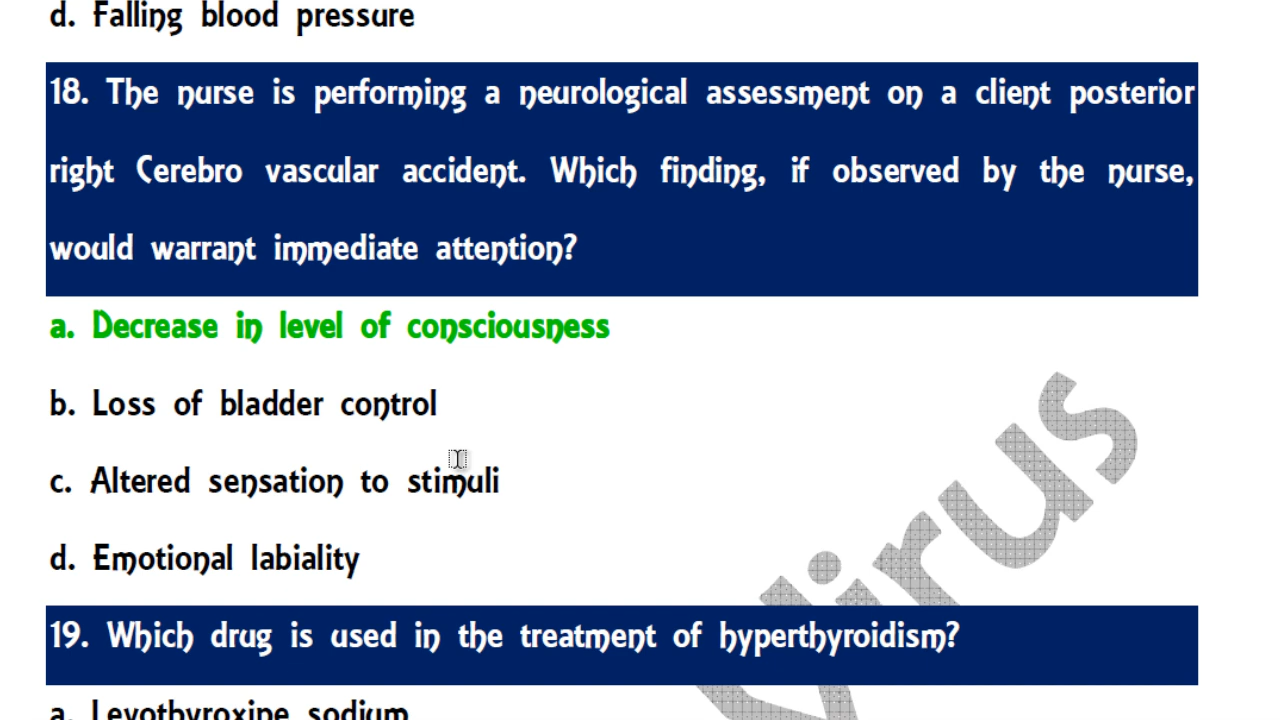 d. Falling blood pressure
18. The nurse is performing a neurological assessment on a client posterior
right Cerebro vascular accident. Which finding, if observed by the nurse,
would warrant immediate attention?
a. Decrease in level of consciousness
b. Loss of bladder control
c. Altered sensation to stimuli
d. Emotional labiality
19. Which drug is used in the treatment of hyperthyroidism?
a. Levothyroxine sodium
Virus